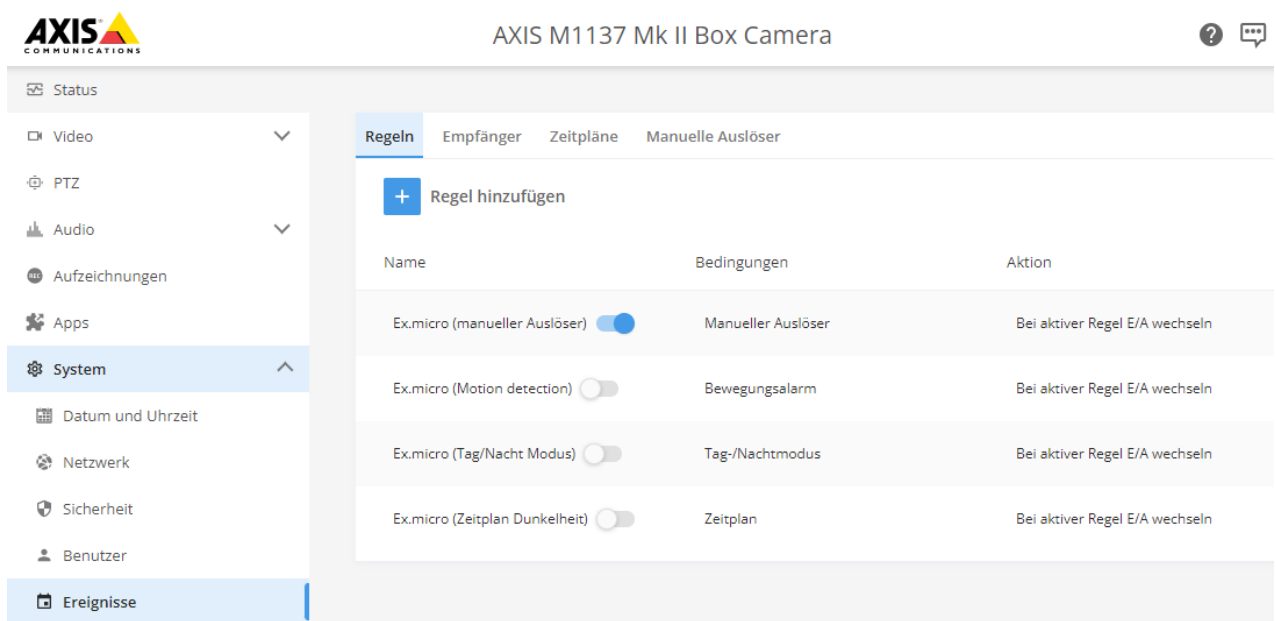 AXIS
COMMUNICATIONS
AXIS M1137 Mk II Box Camera
Status
Video
PTZ
Audio
REC Aufzeichnungen
Apps
System
Datum und Uhrzeit
Netzwerk
Sicherheit
Benutzer
Ereignisse
Regeln Empfänger Zeitpläne Manuelle Auslöser
+ Regel hinzufügen
Name Bedingungen Aktion
Ex.micro (manueller Auslöser) Manueller Auslöser Bei aktiver Regel E/A wechseln
Ex.micro (Motion detection) Bewegungsalarm Bei aktiver Regel E/A wechseln
Ex.micro (Tag/Nacht Modus) Tag-/Nachtmodus Bei aktiver Regel E/A wechseln
Ex.micro (Zeitplan Dunkelheit) Zeitplan Bei aktiver Regel E/A wechseln